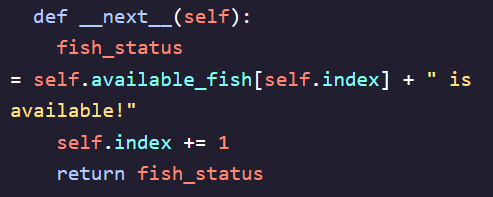 def __next__(self):
fish_status
= self.available_fish[self.index] + " is
available!"
self.index += 1
return fish_status